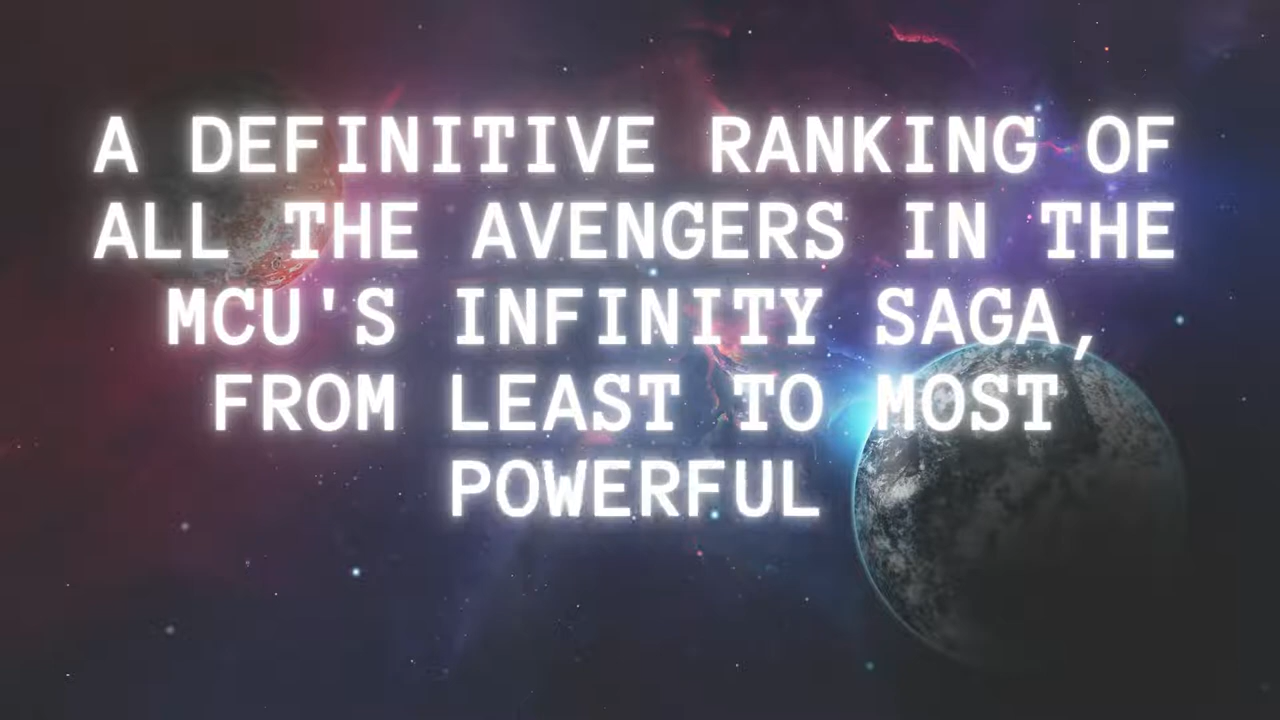 A DEFINITIVE RANKING OF
ALL THE AVENGERS IN THE
MCU'S INFINITY SAGA,
FROM LEAST TO MOST
POWERFUL